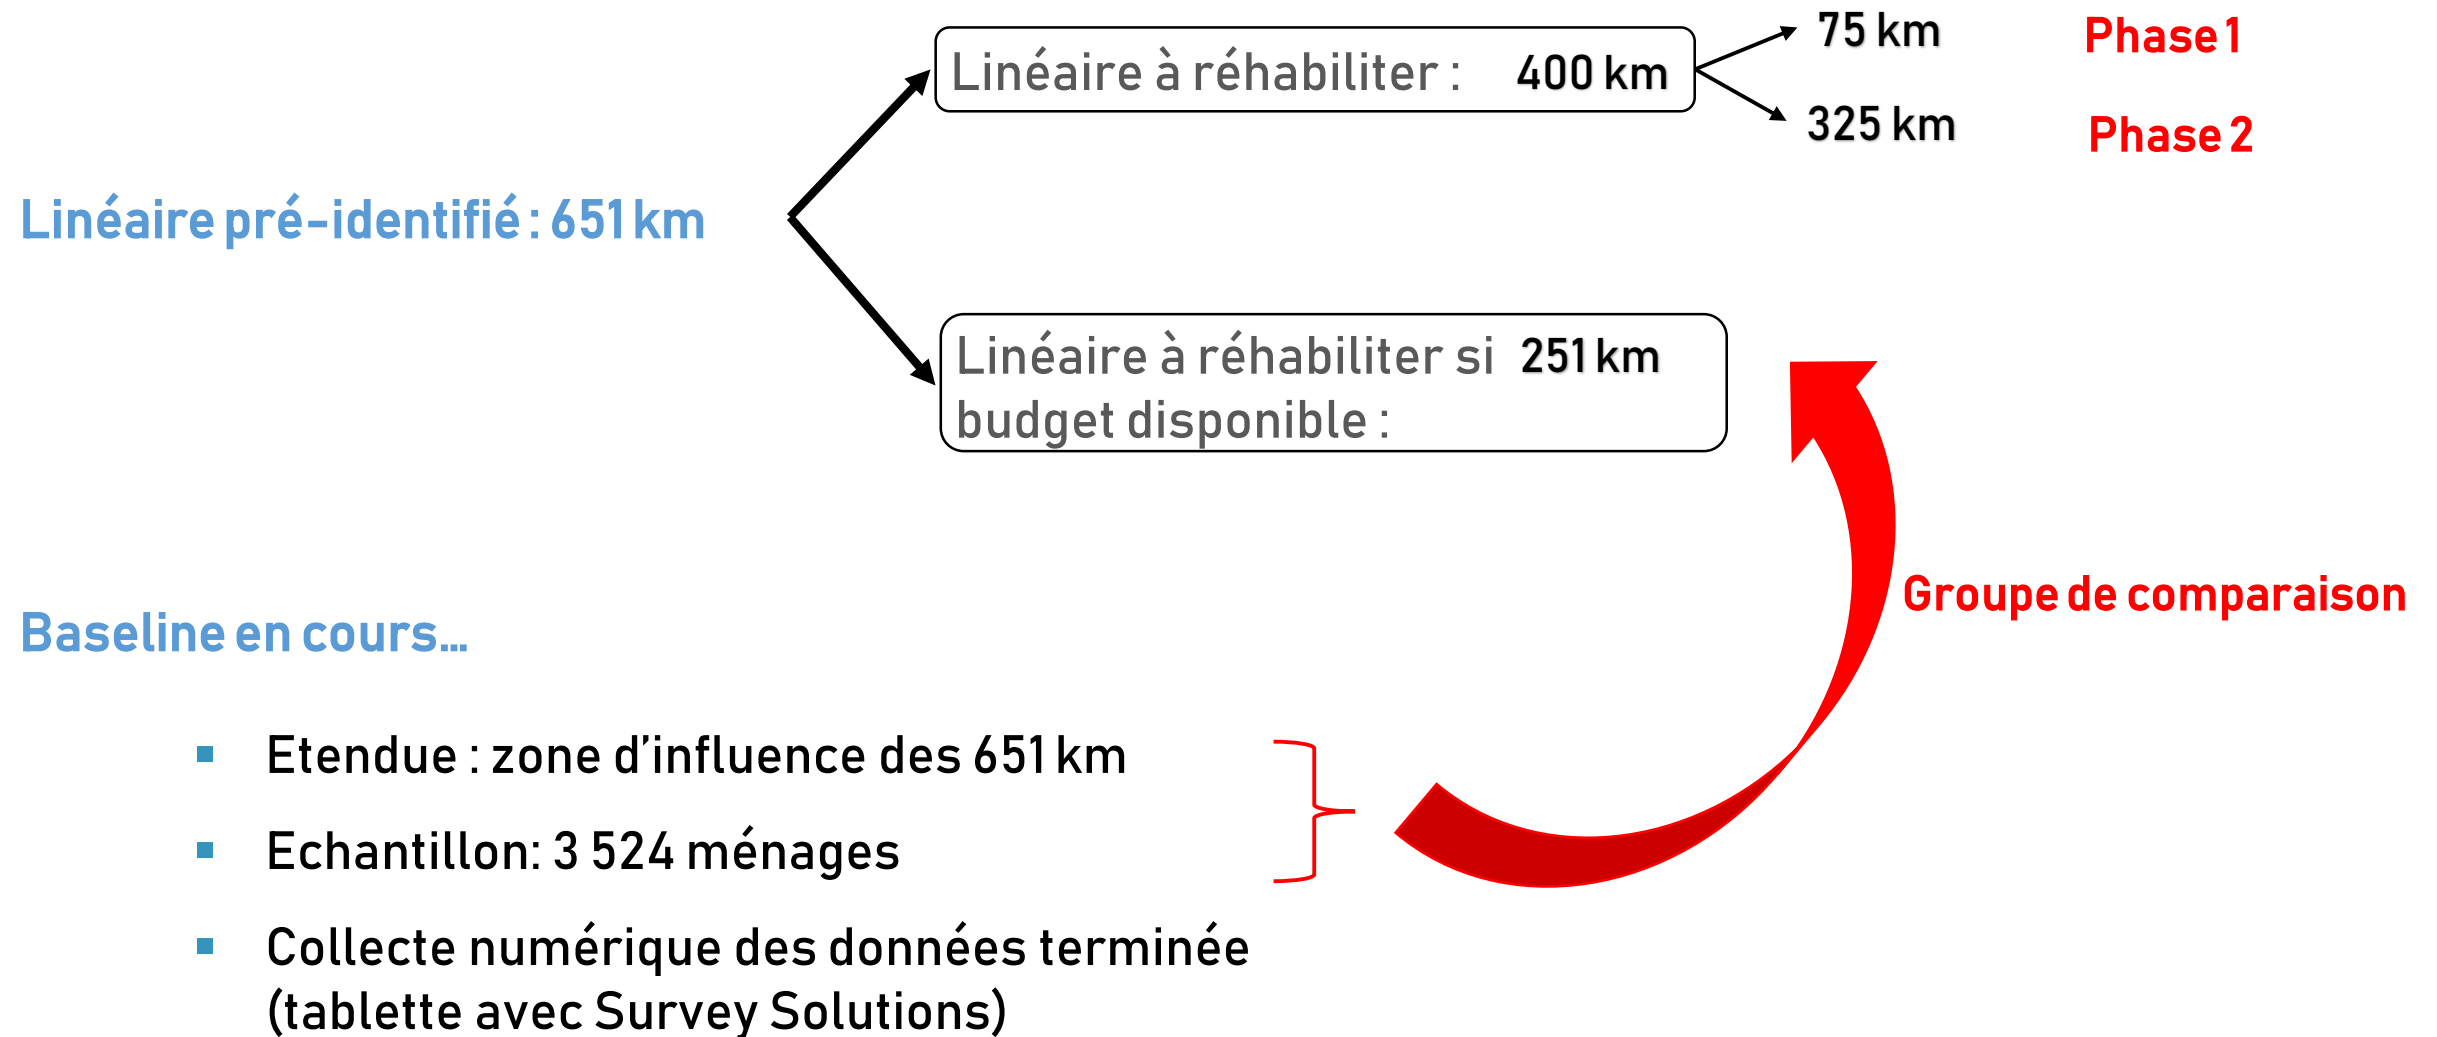 75 km Phase 1
Linéaire à réhabiliter : 400 km
325 km Phase 2
Linéaire pré-identifié : 651 km
Linéaire à réhabiliter si 251 km
budget disponible :
Groupe de comparaison
Baseline en cours...
Etendue : zone d’influence des 651 km
Echantillon: 3 524 ménages
Collecte numérique des données terminée
(tablette avec Survey Solutions)